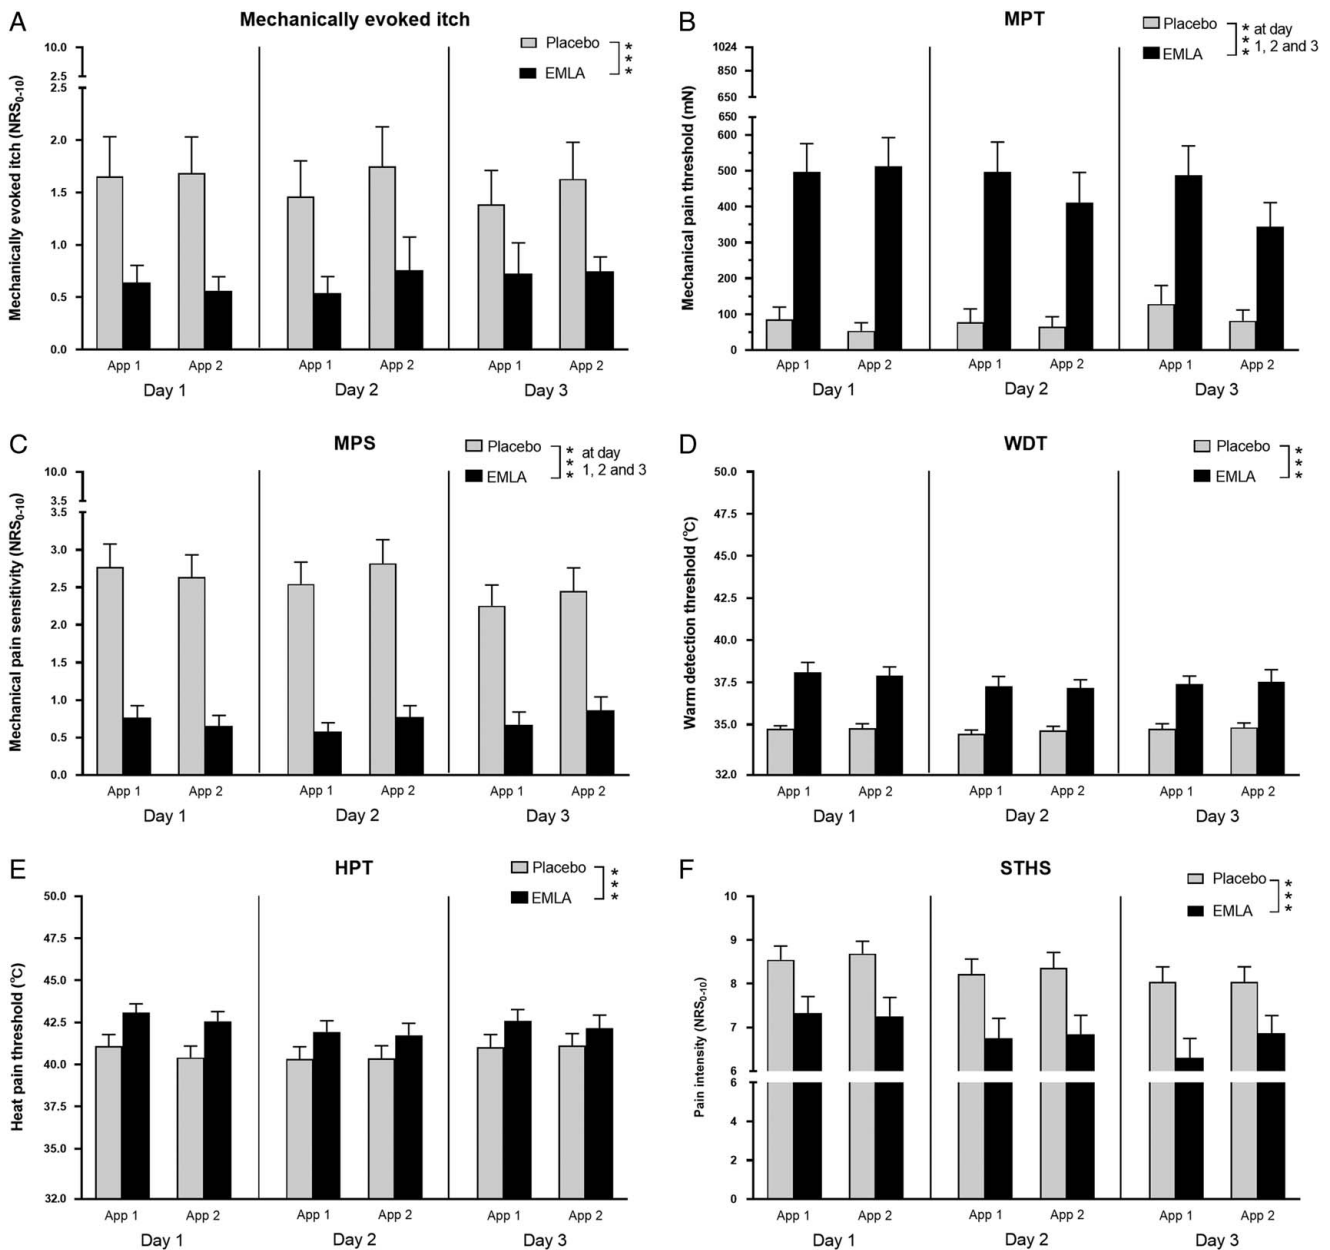 A
Mechanically evoked itch
Placebo
EMLA
* * *
Mechanically evoked itch (NRS0-10)
10.0
2.5
2.5
2.0
1.5
1.0
0.5
0.0
App 1 App 2 App 1 App 2 App 1 App 2
Day 1 Day 2 Day 3
B
MPT
Placebo
EMLA
* * * at day
1, 2 and 3
Mechanical pain threshold (mN)
1024
850
650
650
600
500
400
300
200
100
0
App 1 App 2 App 1 App 2 App 1 App 2
Day 1 Day 2 Day 3
C
MPS
Placebo
EMLA
* * * at day
1, 2 and 3
Mechanical pain sensitivity (NRS0-10)
10.0
3.5
3.5
3.0
2.5
2.0
1.5
1.0
0.5
0.0
App 1 App 2 App 1 App 2 App 1 App 2
Day 1 Day 2 Day 3
D
WDT
Placebo
EMLA
* * *
Warm detection threshold (°C)
50.0
47.5
45.0
42.5
40.0
37.5
35.0
32.0
App 1 App 2 App 1 App 2 App 1 App 2
Day 1 Day 2 Day 3
E
HPT
Placebo
EMLA
* * *
Heat pain threshold (°C)
50.0
47.5
45.0
42.5
40.0
37.5
35.0
32.0
App 1 App 2 App 1 App 2 App 1 App 2
Day 1 Day 2 Day 3
F
STHS
Placebo
EMLA
* * *
Pain intensity (NRS0-10)
10
9
8
7
6
6
4
2
0
App 1 App 2 App 1 App 2 App 1 App 2
Day 1 Day 2 Day 3